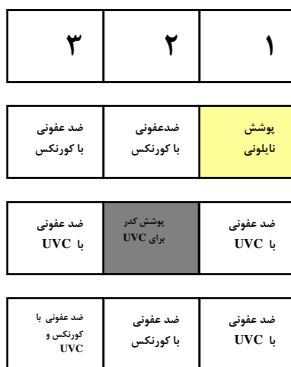 ۱ ۲ ۳
پوشش
نایلونی
ضدعفونی
با کورنکس
ضد عفونی
با کورنکس
ضد عفونی
با UVC
پوشش کدر
برای UVC
ضد عفونی
با UVC
ضد عفونی
با UVC
ضد عفونی
با کورنکس
ضد عفونی با
کورنکس و
UVC